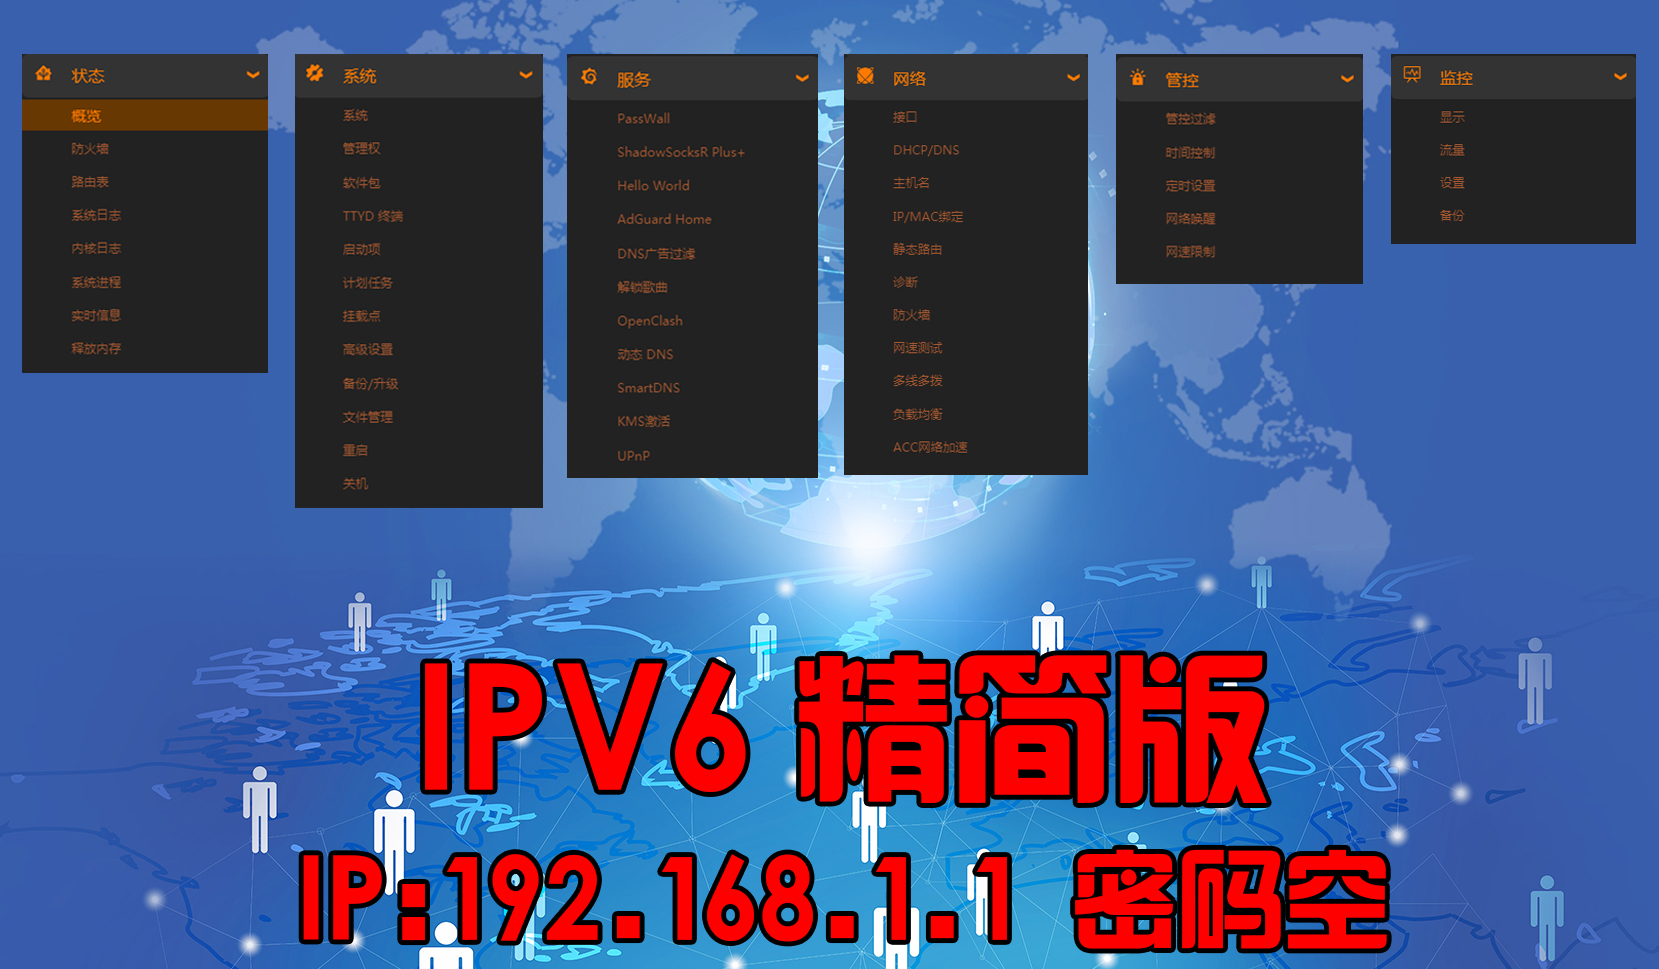 状态
概览
防火墙
路由表
系统日志
内核日志
系统进程
实时信息
释放内存
系统
系统
管理权
软件包
TTYD 终端
启动项
计划任务
挂载点
高级设置
备份/升级
文件管理
重启
关机
服务
PassWall
ShadowSocksR Plus+
Hello World
AdGuard Home
DNS广告过滤
解锁歌曲
OpenClash
动态 DNS
SmartDNS
KMS激活
UPnP
网络
接口
DHCP/DNS
主机名
IP/MAC绑定
静态路由
诊断
防火墙
网速测试
多线多拨
负载均衡
ACC网络加速
管控
管控过滤
时间控制
定时设置
网络唤醒
网速限制
监控
显示
流量
设置
备份
IPV6 精简版
IP:192.168.1.1 密码空